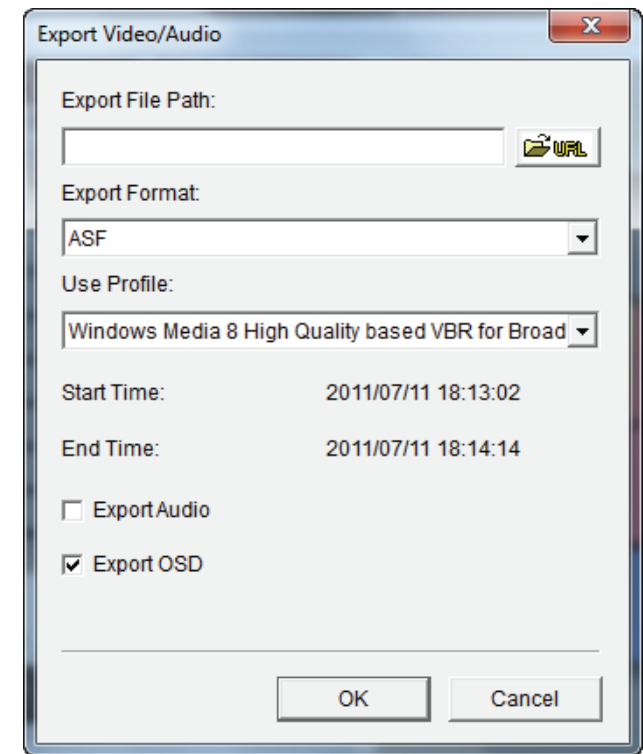 Export Video/Audio
Export File Path:
URL
Export Format:
ASF
Use Profile:
Windows Media 8 High Quality based VBR for Broad
Start Time: 2011/07/11 18:13:02
End Time: 2011/07/11 18:14:14
Export Audio
Export OSD
OK Cancel